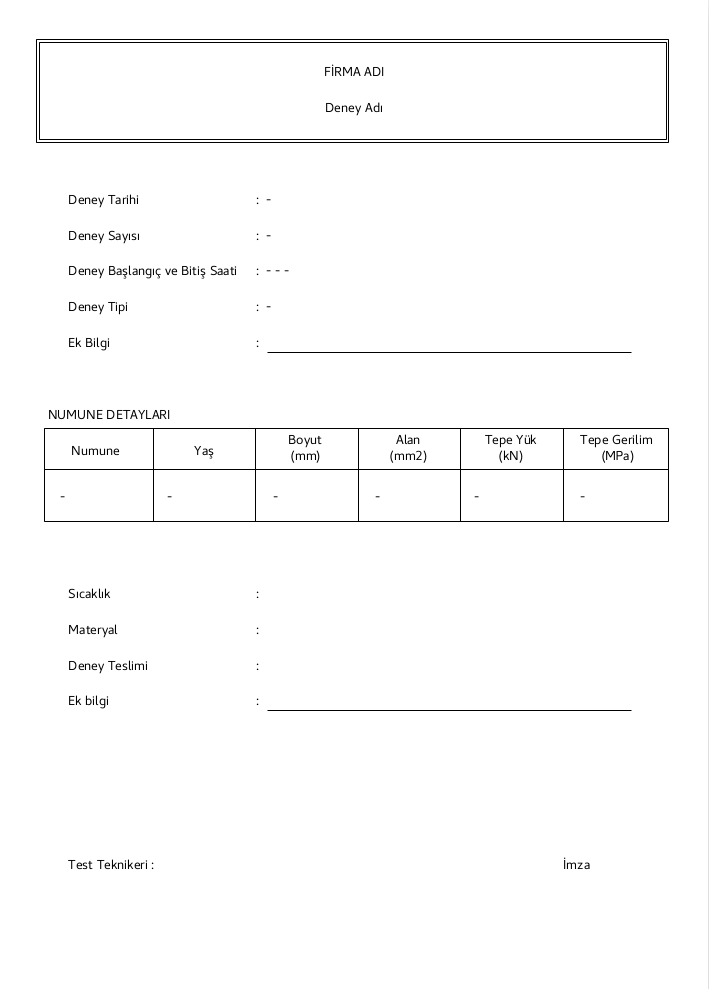 FİRMA ADI
Deney Adı
Deney Tarihi : -
Deney Sayısı : -
Deney Başlangıç ve Bitiş Saati : - - -
Deney Tipi : -
Ek Bilgi :
NUMUNE DETAYLARI
Numune Yaş Boyut (mm) Alan (mm2) Tepe Yük (kN) Tepe Gerilim (MPa)
- - - - - -
Sıcaklık :
Materyal :
Deney Teslimi :
Ek bilgi :
Test Teknikeri : İmza